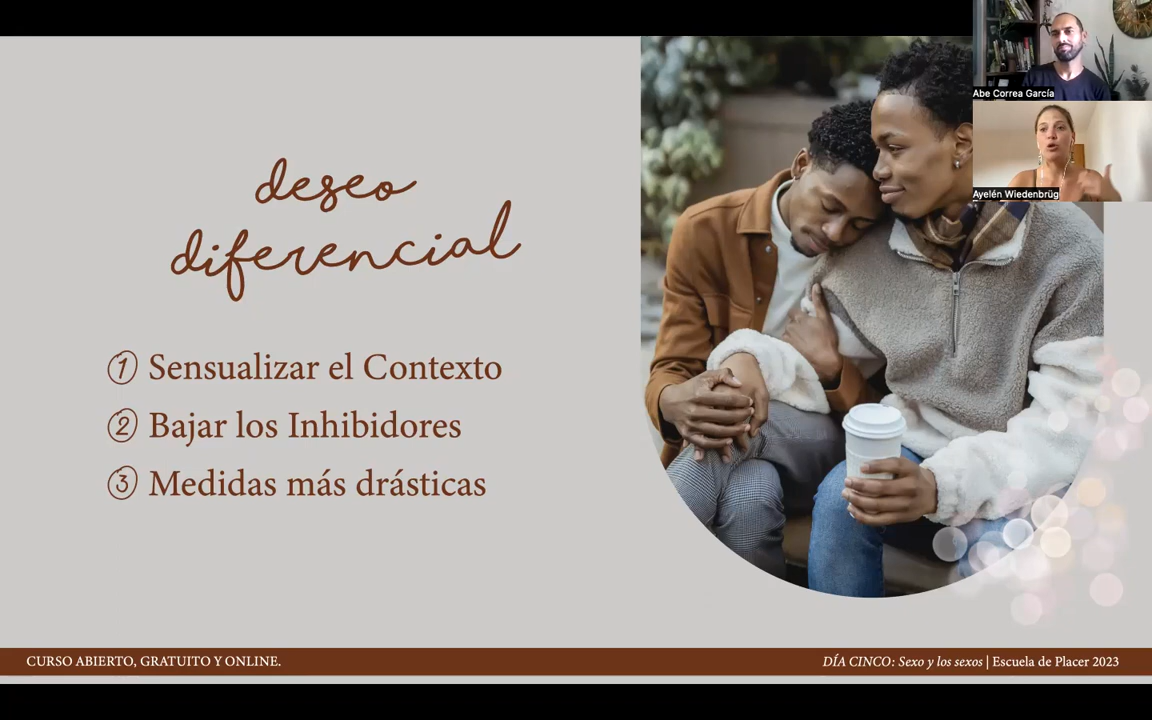 deseo
diferencial
1 Sensualizar el Contexto
2 Bajar los Inhibidores
3 Medidas más drásticas
Abe Correa García
Ayelén Wiedenbrüg
CURSO ABIERTO, GRATUITO Y ONLINE.
DÍA CINCO: Sexo y los sexos | Escuela de Placer 2023